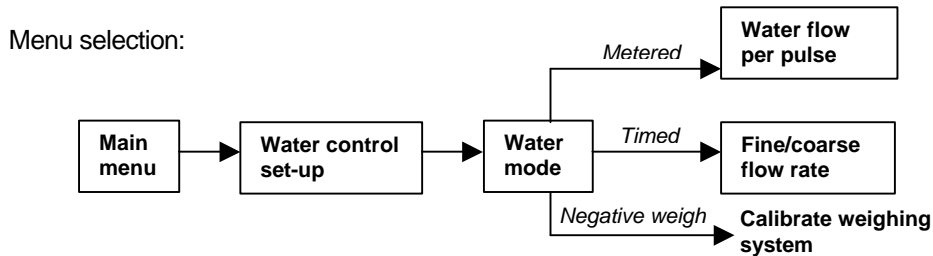 Menu selection:
Metered
Water flow
per pulse
Main
menu
Water control
set-up
Water
mode
Timed
Fine/coarse
flow rate
Negative weigh
Calibrate weighing
system